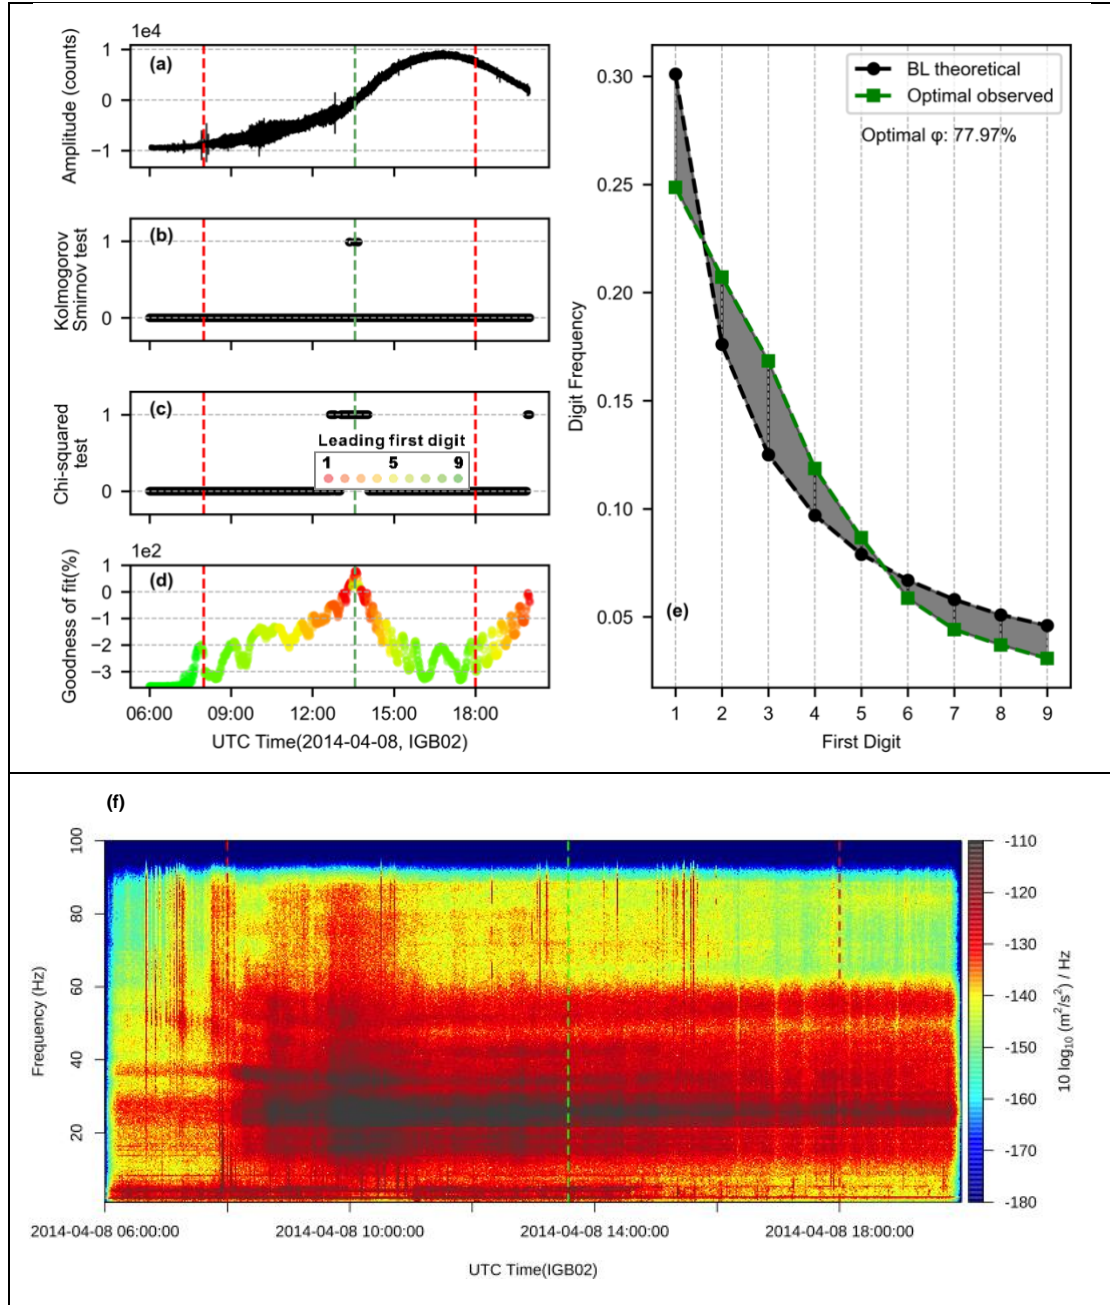 1e4
(a)
1
0
−1
Amplitude (counts)
(b)
1
0
Kolmogorov
Smirnov test
(c)
1
0
Chi-squared
test
Leading first digit
1 5 9
1e2
(d)
1
0
−1
−2
−3
Goodness of fit(%)
06:00 09:00 12:00 15:00 18:00
UTC Time(2014-04-08, IGB02)
BL theoretical
Optimal observed
Optimal φ: 77.97%
0.30
0.25
0.20
0.15
0.10
0.05
Digit Frequency
(e)
1 2 3 4 5 6 7 8 9
First Digit
(f)
100
80
60
40
20
Frequency (Hz)
2014-04-08 06:00:00 2014-04-08 10:00:00 2014-04-08 14:00:00 2014-04-08 18:00:00
UTC Time(IGB02)
-110
-120
-130
-140
-150
-160
-170
-180
10 log₁₀ (m²/s²) / Hz